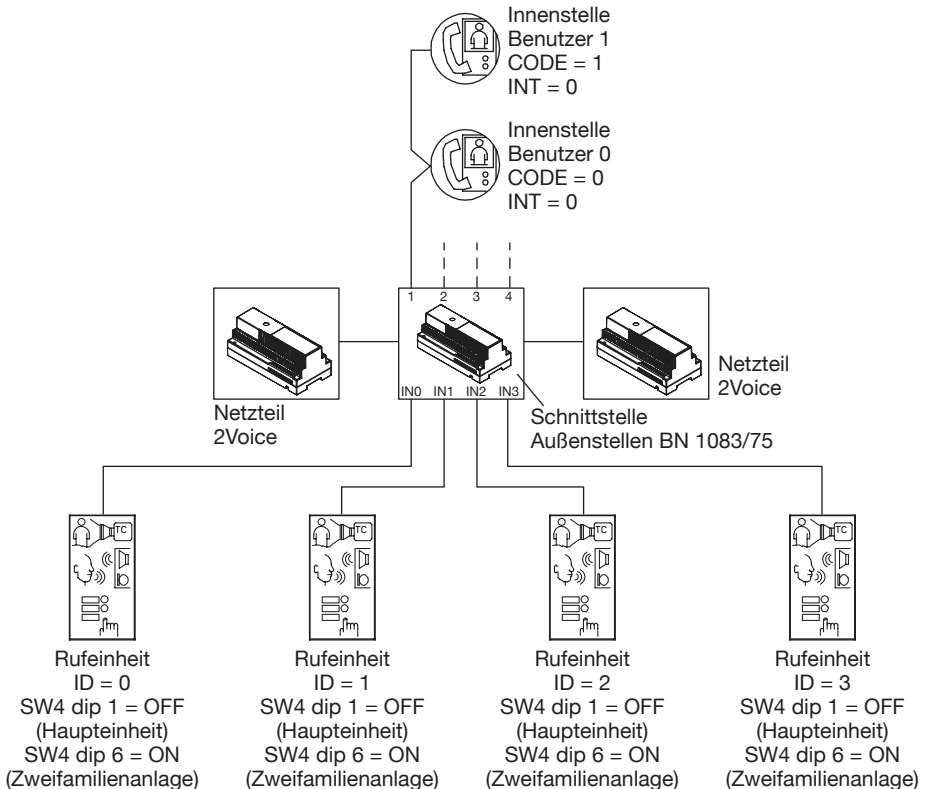 Innenstelle
Benutzer 1
CODE = 1
INT = 0
Innenstelle
Benutzer 0
CODE = 0
INT = 0
1 2 3 4
Netzteil
2Voice
IN0 IN1 IN2 IN3
Netzteil
2Voice
Schnittstelle
Außenstellen BN 1083/75
TC TC TC TC
Rufeinheit
ID = 0
SW4 dip 1 = OFF
(Haupteinheit)
SW4 dip 6 = ON
(Zweifamilienanlage)
Rufeinheit
ID = 1
SW4 dip 1 = OFF
(Haupteinheit)
SW4 dip 6 = ON
(Zweifamilienanlage)
Rufeinheit
ID = 2
SW4 dip 1 = OFF
(Haupteinheit)
SW4 dip 6 = ON
(Zweifamilienanlage)
Rufeinheit
ID = 3
SW4 dip 1 = OFF
(Haupteinheit)
SW4 dip 6 = ON
(Zweifamilienanlage)